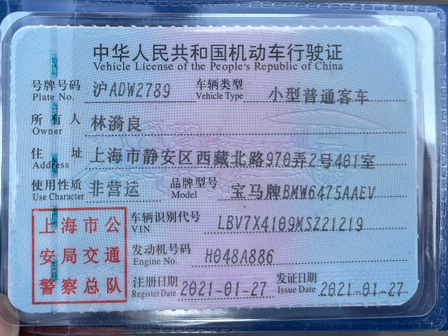 中华人民共和国机动车行驶证
Vehicle License of the People's Republic of China
号牌号码 沪ADW2789 车辆类型 小型普通客车
Plate No. Vehicle Type
所有人 林漪良
Owner
住址 上海市静安区西藏北路970弄2号401室
Address
使用性质 非营运 品牌型号 宝马牌BMW6475AAEV
Use Character Model
上海市公 车辆识别代号 LBV7X4109MSZ21219
VIN
安局交通 发动机号码 H048A886
Engine No.
警察总队 注册日期 2021-01-27 发证日期 2021-01-27
Register Date Issue Date